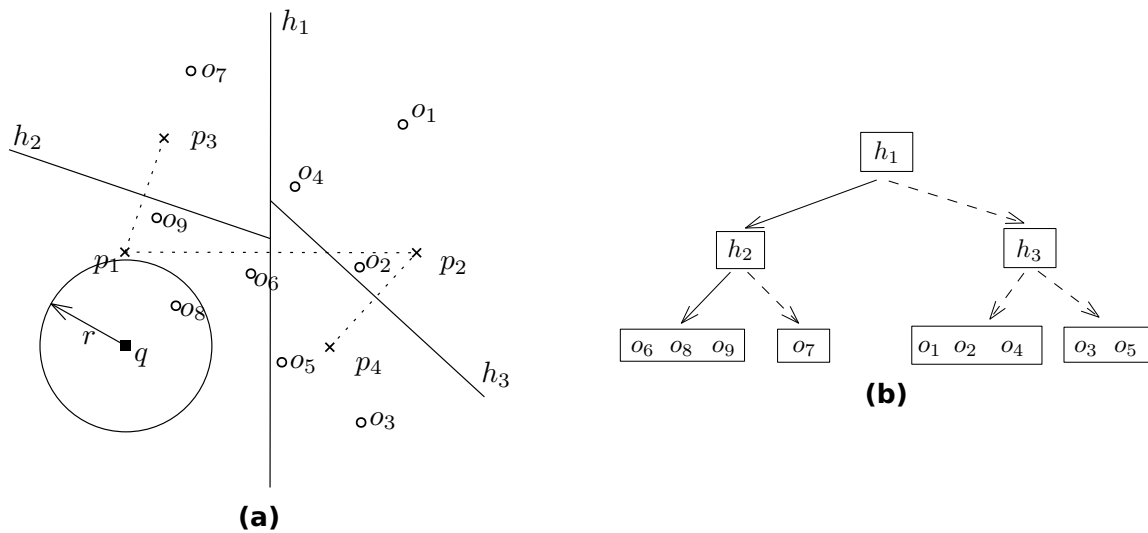 h₁
o₇
o₁
h₂
p₃
o₄
o₉
p₁
o₆
o₂
p₂
o₈
r
q
o₅
p₄
h₃
o₃
(a)
h₁
h₂
h₃
o₆ o₈ o₉
o₇
o₁ o₂ o₄
o₃ o₅
(b)